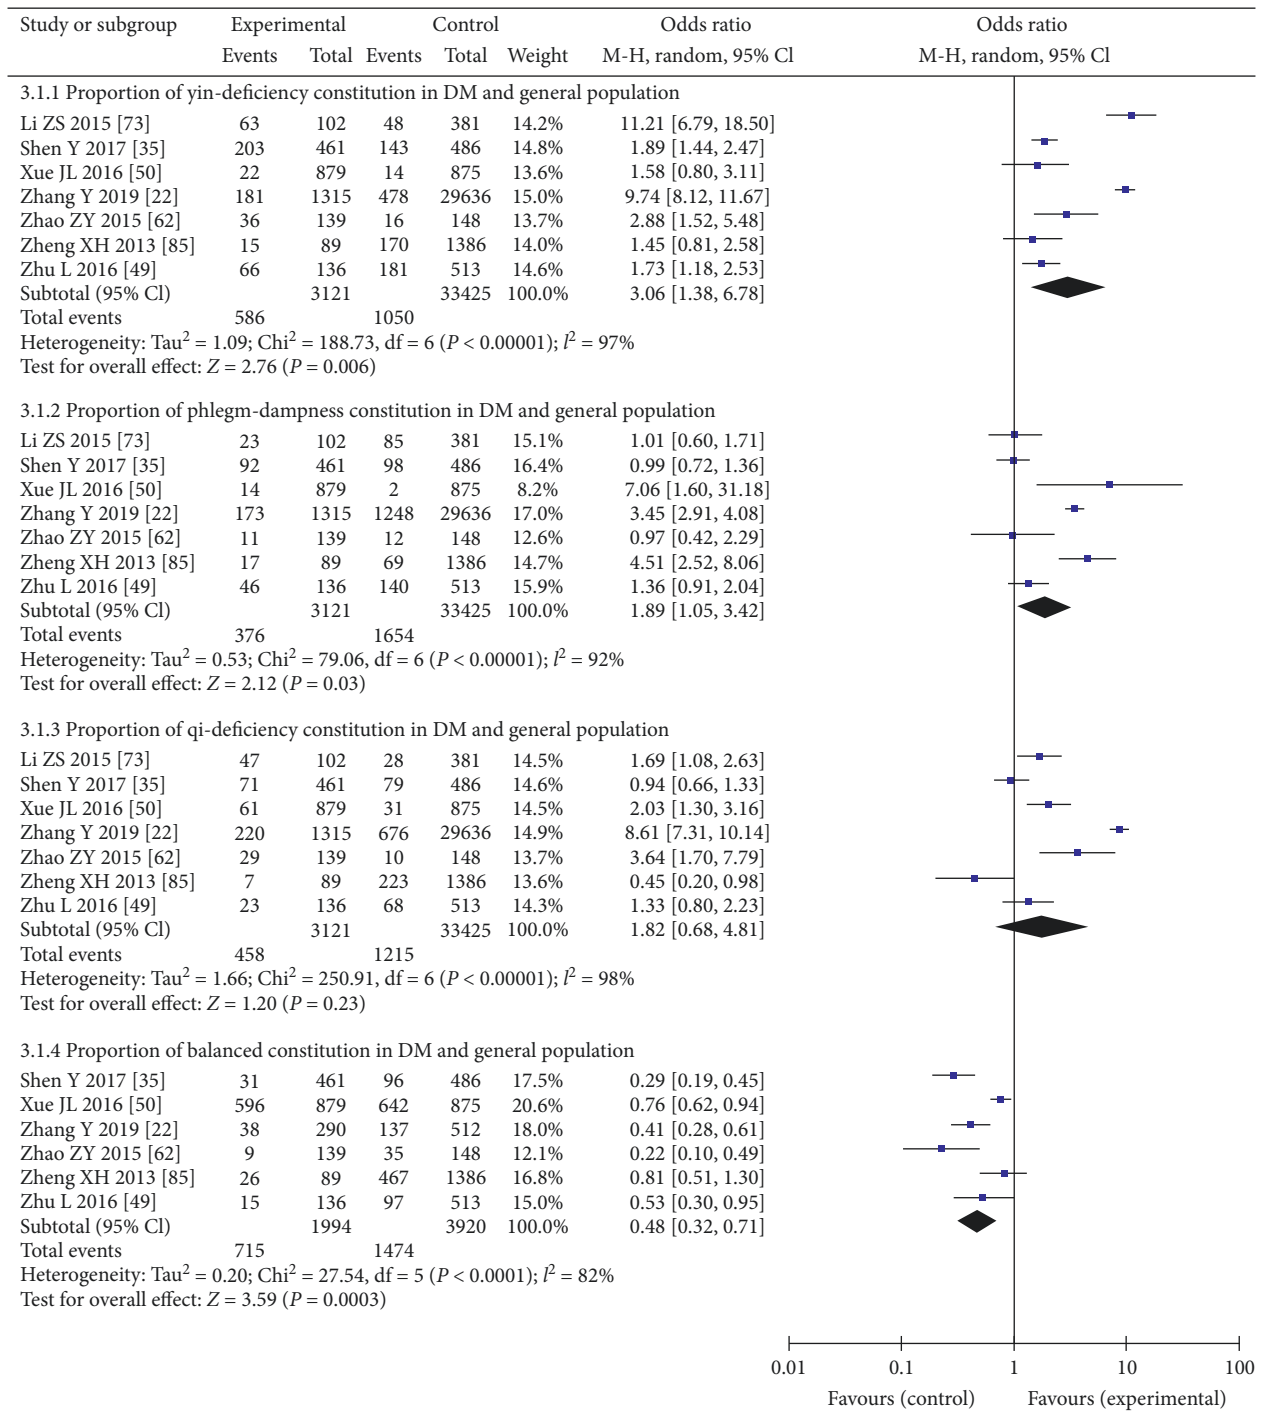 Study or subgroup Experimental Control Odds ratio Odds ratio
Events Total Events Total Weight M-H, random, 95% Cl M-H, random, 95% Cl
3.1.1 Proportion of yin-deficiency constitution in DM and general population
Li ZS 2015 [73] 63 102 48 381 14.2% 11.21 [6.79, 18.50]
Shen Y 2017 [35] 203 461 143 486 14.8% 1.89 [1.44, 2.47]
Xue JL 2016 [50] 22 879 14 875 13.6% 1.58 [0.80, 3.11]
Zhang Y 2019 [22] 181 1315 478 29636 15.0% 9.74 [8.12, 11.67]
Zhao ZY 2015 [62] 36 139 16 148 13.7% 2.88 [1.52, 5.48]
Zheng XH 2013 [85] 15 89 170 1386 14.0% 1.45 [0.81, 2.58]
Zhu L 2016 [49] 66 136 181 513 14.6% 1.73 [1.18, 2.53]
Subtotal (95% Cl) 3121 33425 100.0% 3.06 [1.38, 6.78]
Total events 586 1050
Heterogeneity: Tau² = 1.09; Chi² = 188.73, df = 6 (P < 0.00001); I² = 97%
Test for overall effect: Z = 2.76 (P = 0.006)
3.1.2 Proportion of phlegm-dampness constitution in DM and general population
Li ZS 2015 [73] 23 102 85 381 15.1% 1.01 [0.60, 1.71]
Shen Y 2017 [35] 92 461 98 486 16.4% 0.99 [0.72, 1.36]
Xue JL 2016 [50] 14 879 2 875 8.2% 7.06 [1.60, 31.18]
Zhang Y 2019 [22] 173 1315 1248 29636 17.0% 3.45 [2.91, 4.08]
Zhao ZY 2015 [62] 11 139 12 148 12.6% 0.97 [0.42, 2.29]
Zheng XH 2013 [85] 17 89 69 1386 14.7% 4.51 [2.52, 8.06]
Zhu L 2016 [49] 46 136 140 513 15.9% 1.36 [0.91, 2.04]
Subtotal (95% Cl) 3121 33425 100.0% 1.89 [1.05, 3.42]
Total events 376 1654
Heterogeneity: Tau² = 0.53; Chi² = 79.06, df = 6 (P < 0.00001); I² = 92%
Test for overall effect: Z = 2.12 (P = 0.03)
3.1.3 Proportion of qi-deficiency constitution in DM and general population
Li ZS 2015 [73] 47 102 28 381 14.5% 1.69 [1.08, 2.63]
Shen Y 2017 [35] 71 461 79 486 14.6% 0.94 [0.66, 1.33]
Xue JL 2016 [50] 61 879 31 875 14.5% 2.03 [1.30, 3.16]
Zhang Y 2019 [22] 220 1315 676 29636 14.9% 8.61 [7.31, 10.14]
Zhao ZY 2015 [62] 29 139 10 148 13.7% 3.64 [1.70, 7.79]
Zheng XH 2013 [85] 7 89 223 1386 13.6% 0.45 [0.20, 0.98]
Zhu L 2016 [49] 23 136 68 513 14.3% 1.33 [0.80, 2.23]
Subtotal (95% Cl) 3121 33425 100.0% 1.82 [0.68, 4.81]
Total events 458 1215
Heterogeneity: Tau² = 1.66; Chi² = 250.91, df = 6 (P < 0.00001); I² = 98%
Test for overall effect: Z = 1.20 (P = 0.23)
3.1.4 Proportion of balanced constitution in DM and general population
Shen Y 2017 [35] 31 461 96 486 17.5% 0.29 [0.19, 0.45]
Xue JL 2016 [50] 596 879 642 875 20.6% 0.76 [0.62, 0.94]
Zhang Y 2019 [22] 38 290 137 512 18.0% 0.41 [0.28, 0.61]
Zhao ZY 2015 [62] 9 139 35 148 12.1% 0.22 [0.10, 0.49]
Zheng XH 2013 [85] 26 89 467 1386 16.8% 0.81 [0.51, 1.30]
Zhu L 2016 [49] 15 136 97 513 15.0% 0.53 [0.30, 0.95]
Subtotal (95% Cl) 1994 3920 100.0% 0.48 [0.32, 0.71]
Total events 715 1474
Heterogeneity: Tau² = 0.20; Chi² = 27.54, df = 5 (P < 0.0001); I² = 82%
Test for overall effect: Z = 3.59 (P = 0.0003)
0.01 0.1 1 10 100
Favours (control) Favours (experimental)